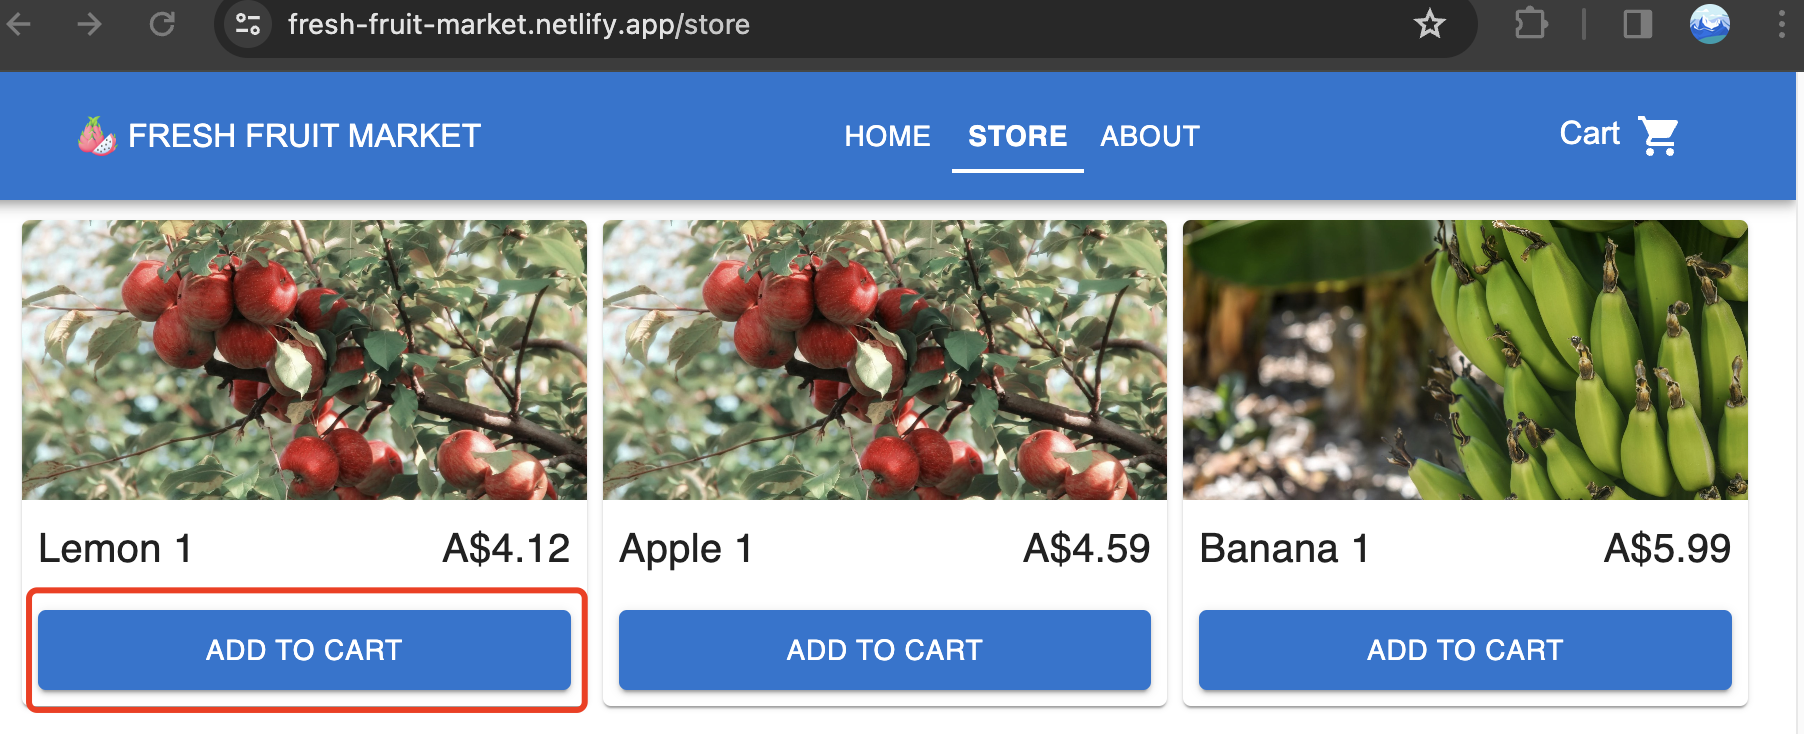 fresh-fruit-market.netlify.app/store
FRESH FRUIT MARKET
HOME STORE ABOUT
Cart
Lemon 1 A$4.12
Apple 1 A$4.59
Banana 1 A$5.99
ADD TO CART
ADD TO CART
ADD TO CART